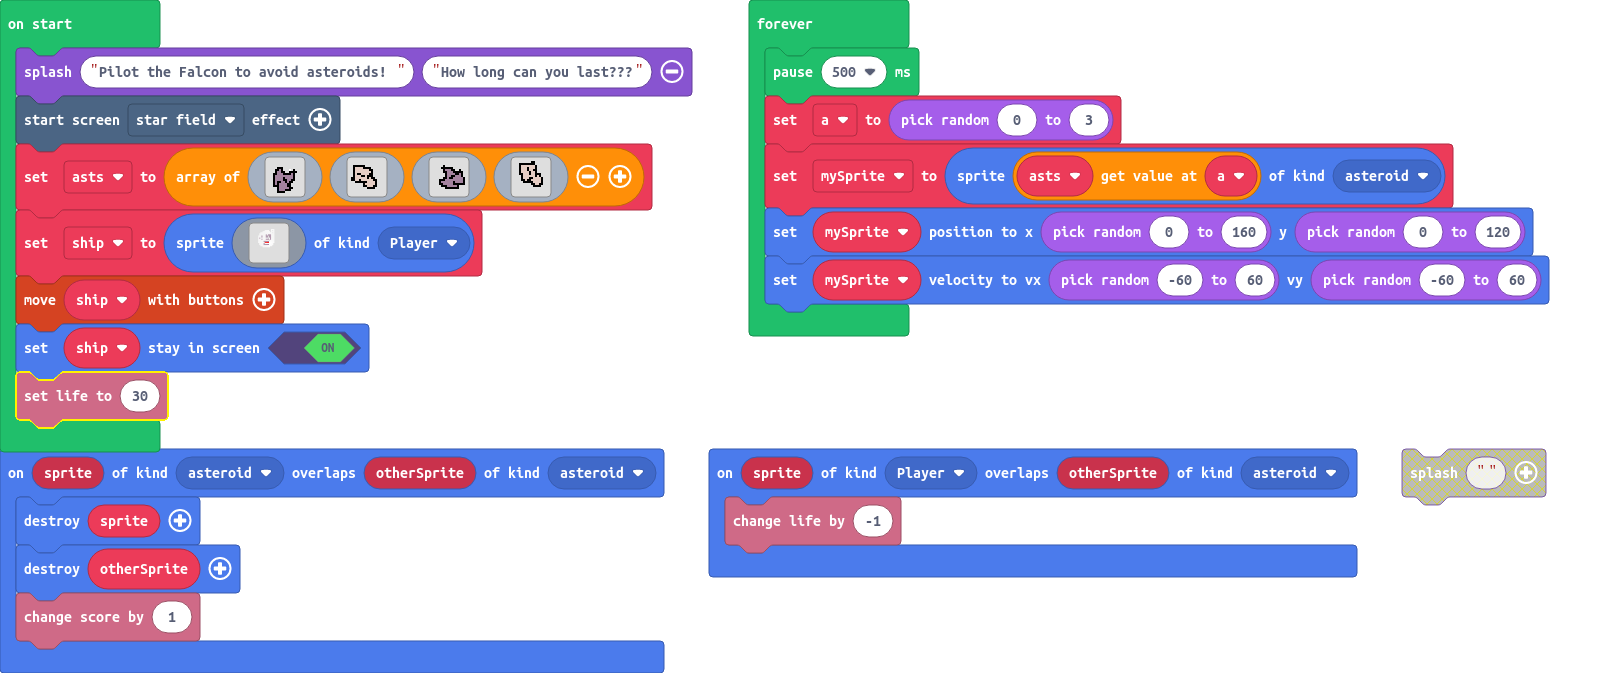 on start
splash "Pilot the Falcon to avoid asteroids! " "How long can you last???"
start screen star field effect
set asts to array of
set ship to sprite of kind Player
move ship with buttons
set ship stay in screen ON
set life to 30
forever
pause 500 ms
set a to pick random 0 to 3
set mySprite to sprite asts get value at a of kind asteroid
set mySprite position to x pick random 0 to 160 y pick random 0 to 120
set mySprite velocity to vx pick random -60 to 60 vy pick random -60 to 60
on sprite of kind asteroid overlaps otherSprite of kind asteroid
destroy sprite
destroy otherSprite
change score by 1
on sprite of kind Player overlaps otherSprite of kind asteroid
change life by -1
splash " "